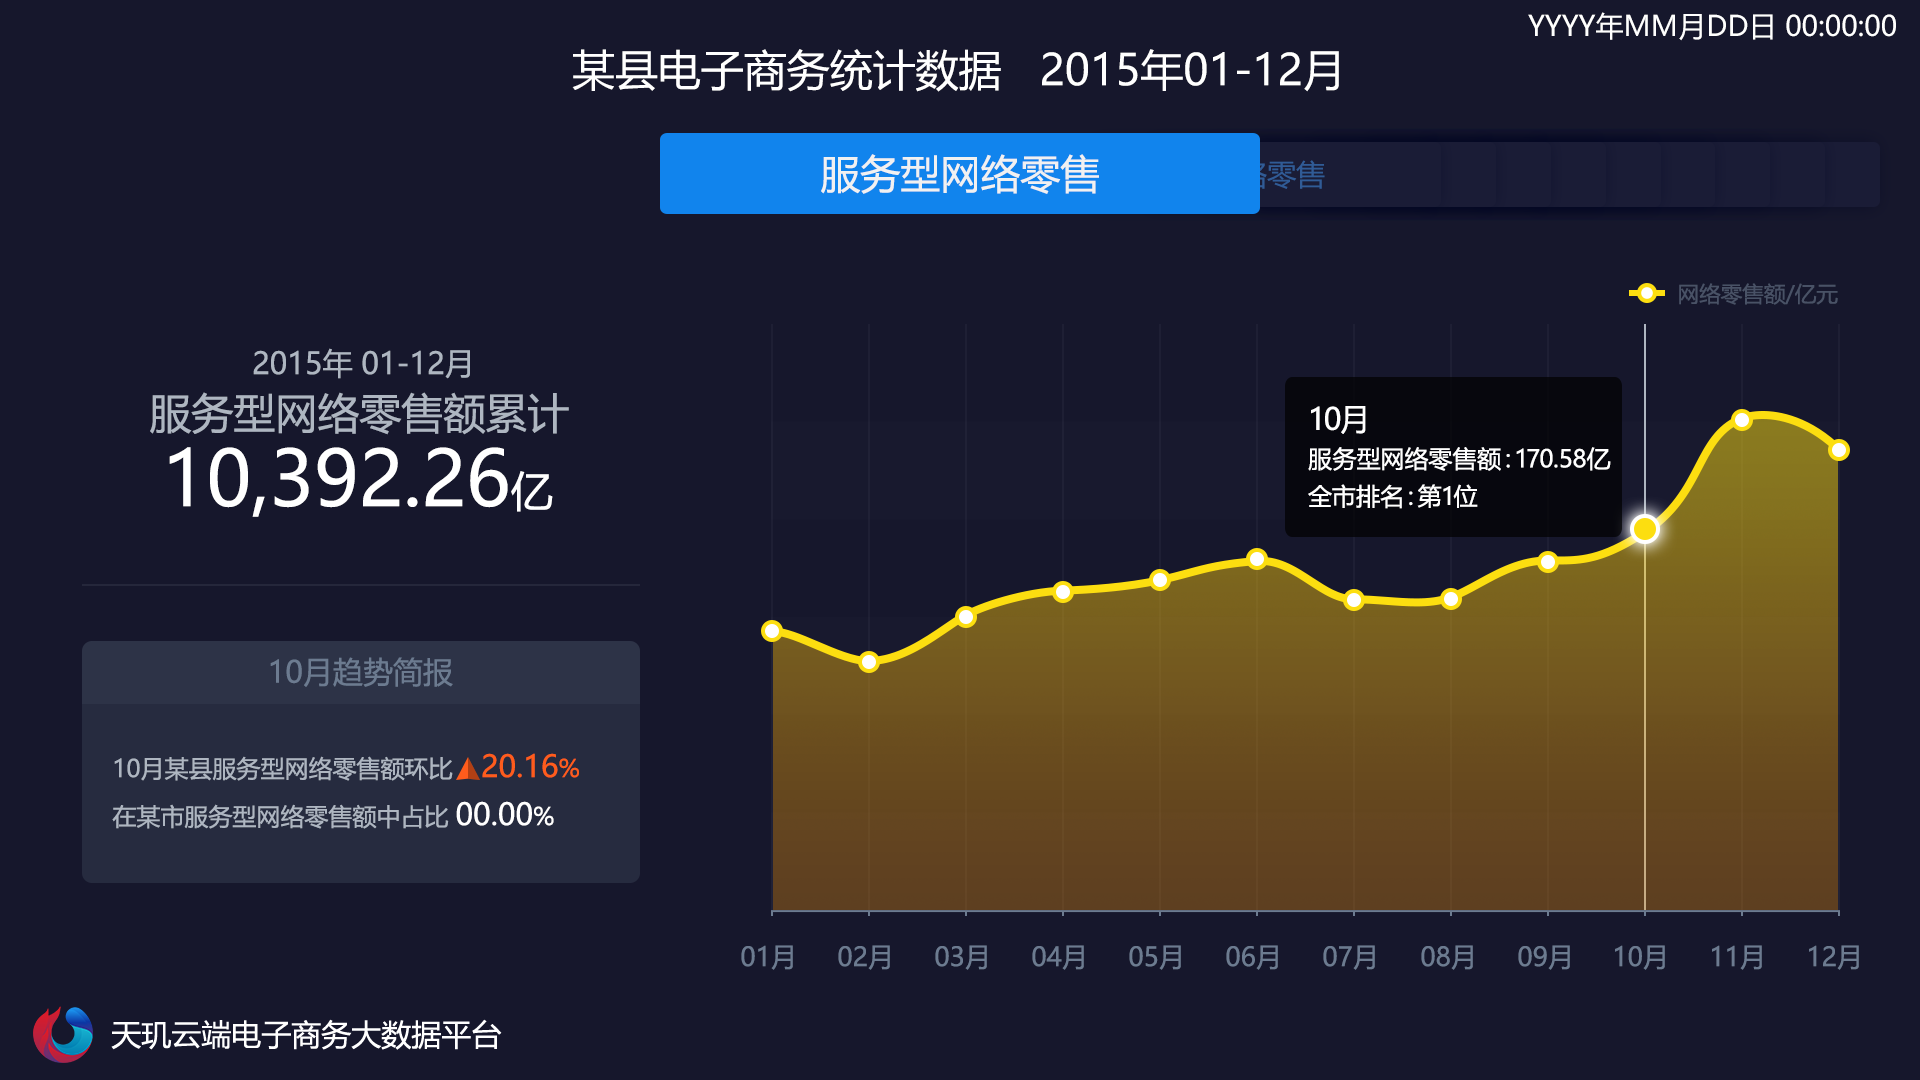 YYYY年MM月DD日 00:00:00
某县电子商务统计数据 2015年01-12月
服务型网络零售
零售
网络零售额/亿元
2015年 01-12月
服务型网络零售额累计
10,392.26亿
10月
服务型网络零售额:170.58亿
全市排名:第1位
10月趋势简报
10月某县服务型网络零售额环比▲20.16%
在某市服务型网络零售额中占比 00.00%
01月 02月 03月 04月 05月 06月 07月 08月 09月 10月 11月 12月
天玑云端电子商务大数据平台